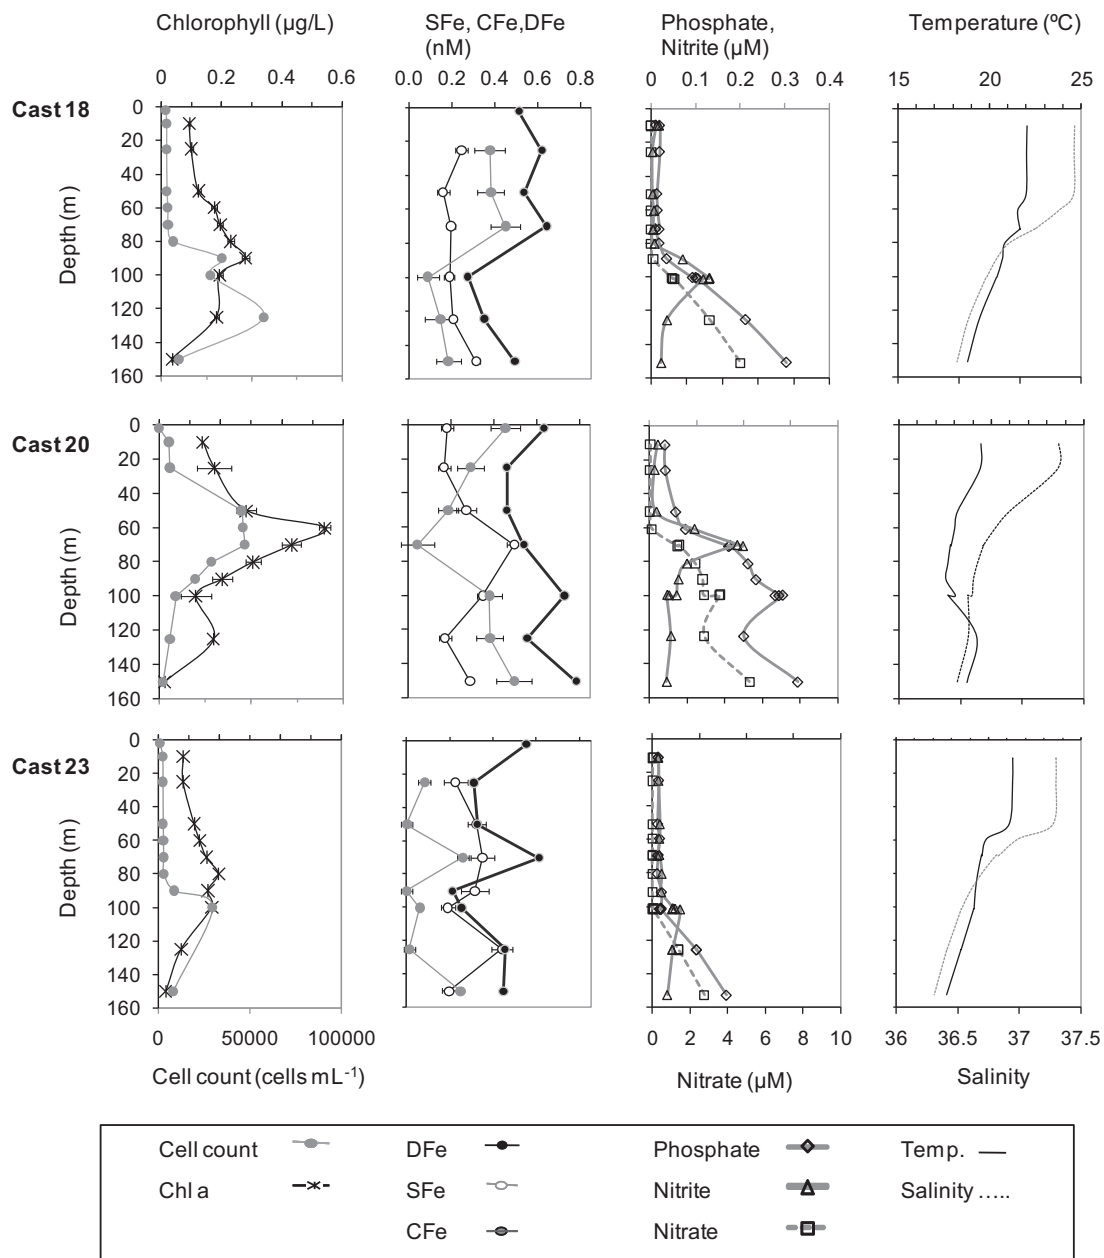 Chlorophyll (µg/L) SFe, CFe,DFe (nM) Phosphate, Nitrite (µM) Temperature (ºC)
0 0.2 0.4 0.6 0.0 0.2 0.4 0.6 0.8 0 0.1 0.2 0.3 0.4 15 20 25
Cast 18
Depth (m)
0
20
40
60
80
100
120
140
160
Cast 20
Depth (m)
0
20
40
60
80
100
120
140
160
Cast 23
Depth (m)
0
20
40
60
80
100
120
140
160
0 50000 100000 0 2 4 6 8 10 36 36.5 37 37.5
Cell count (cells mL⁻¹) Nitrate (µM) Salinity
Cell count DFe Phosphate Temp.
Chl a SFe Nitrite Salinity .....
CFe Nitrate